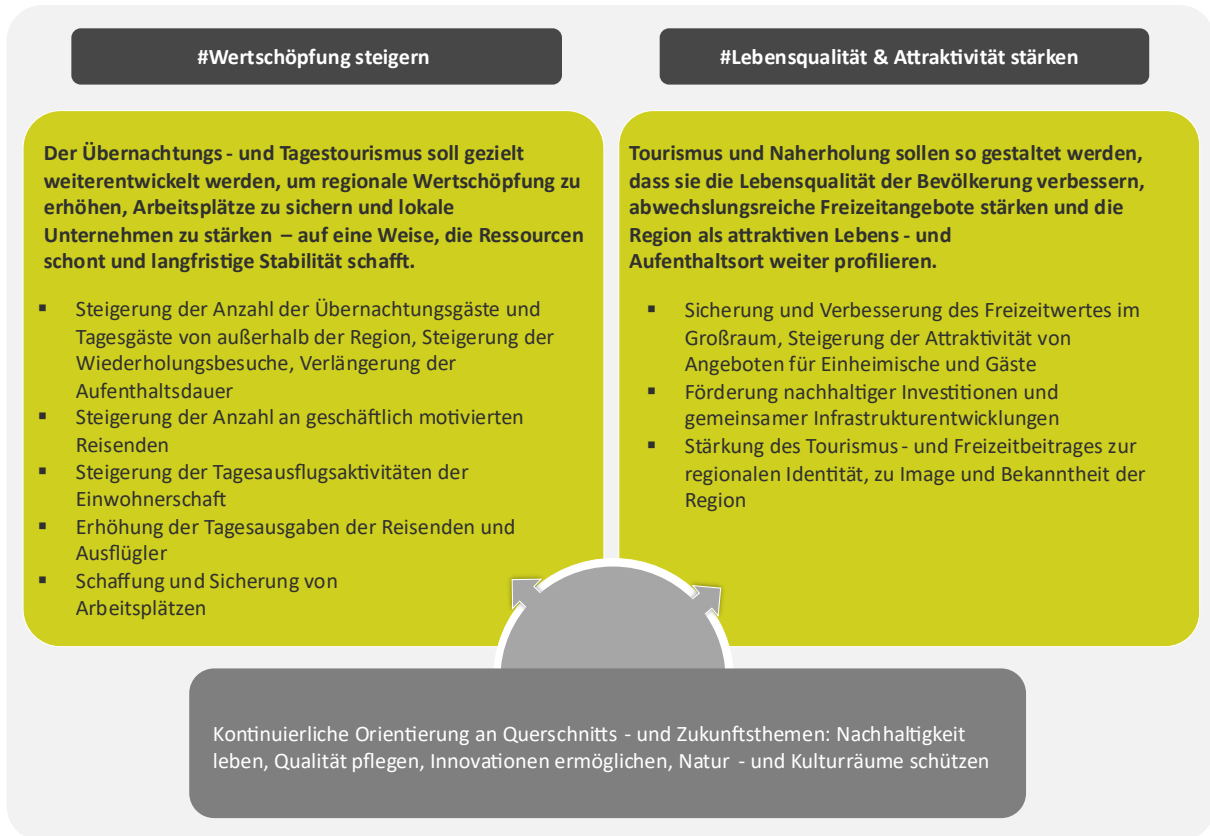 #Wertschöpfung steigern
Der Übernachtungs- und Tagestourismus soll gezielt
weiterentwickelt werden, um regionale Wertschöpfung zu
erhöhen, Arbeitsplätze zu sichern und lokale
Unternehmen zu stärken – auf eine Weise, die Ressourcen
schont und langfristige Stabilität schafft.
▪ Steigerung der Anzahl der Übernachtungsgäste und
Tagesgäste von außerhalb der Region, Steigerung der
Wiederholungsbesuche, Verlängerung der
Aufenthaltsdauer
▪ Steigerung der Anzahl an geschäftlich motivierten
Reisenden
▪ Steigerung der Tagesausflugsaktivitäten der
Einwohnerschaft
▪ Erhöhung der Tagesausgaben der Reisenden und
Ausflügler
▪ Schaffung und Sicherung von
Arbeitsplätzen
#Lebensqualität & Attraktivität stärken
Tourismus und Naherholung sollen so gestaltet werden,
dass sie die Lebensqualität der Bevölkerung verbessern,
abwechslungsreiche Freizeitangebote stärken und die
Region als attraktiven Lebens- und
Aufenthaltsort weiter profilieren.
▪ Sicherung und Verbesserung des Freizeitwertes im
Großraum, Steigerung der Attraktivität von
Angeboten für Einheimische und Gäste
▪ Förderung nachhaltiger Investitionen und
gemeinsamer Infrastrukturentwicklungen
▪ Stärkung des Tourismus- und Freizeitbeitrages zur
regionalen Identität, zu Image und Bekanntheit der
Region
Kontinuierliche Orientierung an Querschnitts- und Zukunftsthemen: Nachhaltigkeit
leben, Qualität pflegen, Innovationen ermöglichen, Natur- und Kulturräume schützen